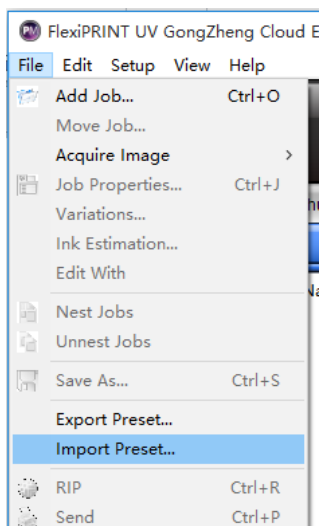 FlexiPRINT UV GongZheng Cloud E
File Edit Setup View Help
Add Job... Ctrl+O
Move Job...
Acquire Image >
Job Properties... Ctrl+J
Variations...
Ink Estimation...
Edit With
Nest Jobs
Unnest Jobs
Save As... Ctrl+S
Export Preset...
Import Preset...
RIP Ctrl+R
Send Ctrl+P